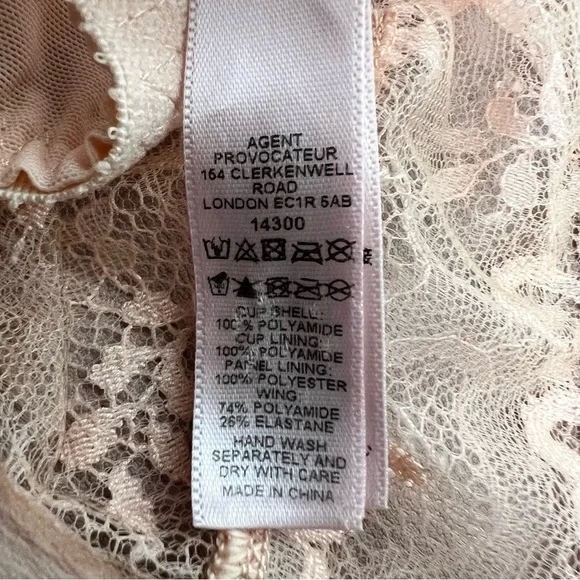 AGENT
PROVOCATEUR
154 CLERKENWELL
ROAD
LONDON EC1R 5AB
14300
CUP SHELL:
100% POLYAMIDE
CUP LINING:
100% POLYAMIDE
PANEL LINING:
100% POLYESTER
WING:
74% POLYAMIDE
26% ELASTANE
HAND WASH
SEPARATELY AND
DRY WITH CARE
MADE IN CHINA